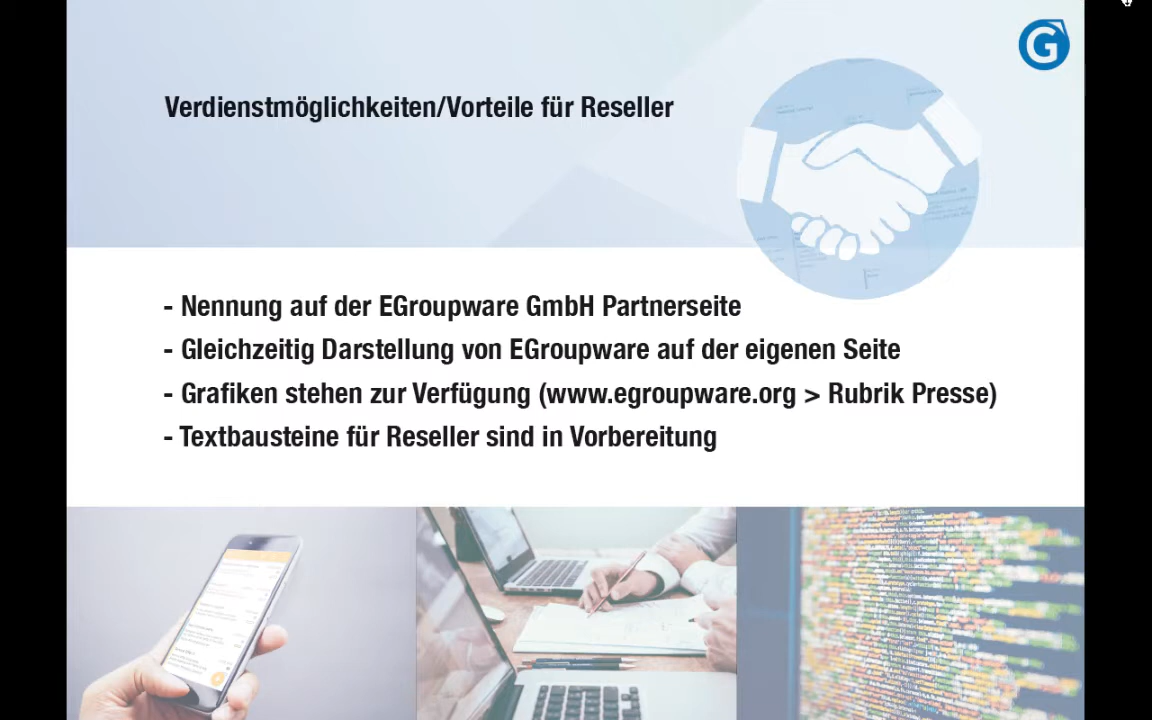 G
Verdienstmöglichkeiten/Vorteile für Reseller
- Nennung auf der EGroupware GmbH Partnerseite
- Gleichzeitig Darstellung von EGroupware auf der eigenen Seite
- Grafiken stehen zur Verfügung (www.egroupware.org > Rubrik Presse)
- Textbausteine für Reseller sind in Vorbereitung